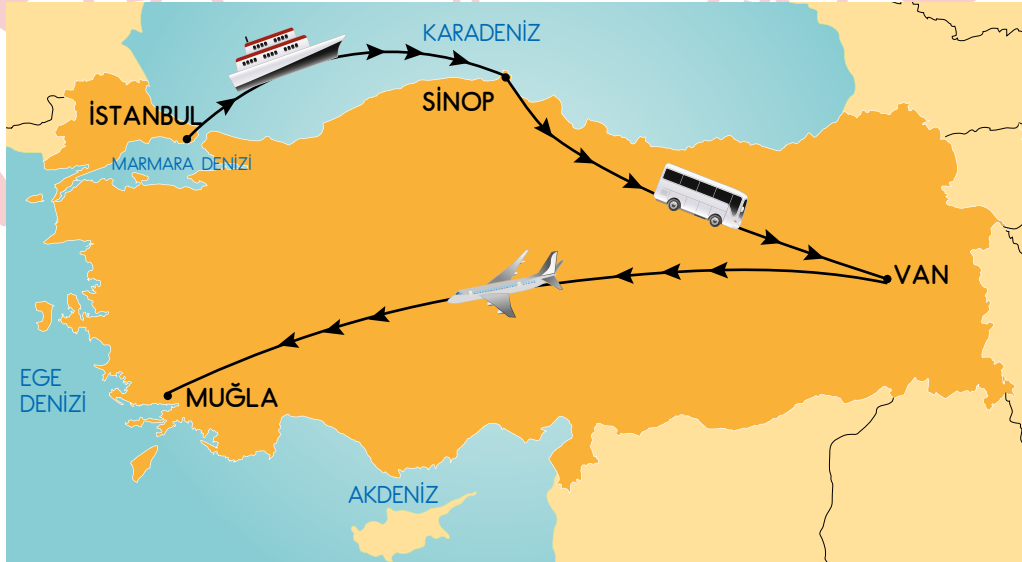 KARADENİZ
SİNOP
İSTANBUL
MARMARA DENİZİ
VAN
EGE
DENİZİ
MUĞLA
AKDENİZ